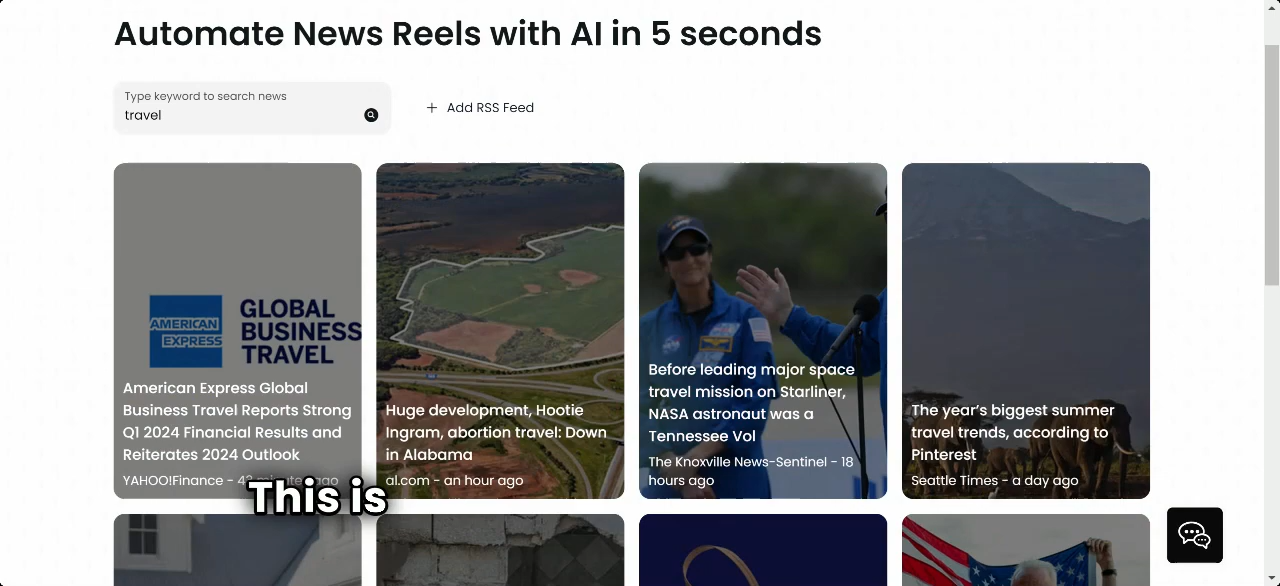 Automate News Reels with AI in 5 seconds
Type keyword to search news
travel
+ Add RSS Feed
AMERICAN
EXPRESS
GLOBAL
BUSINESS
TRAVEL
American Express Global
Business Travel Reports Strong
Q1 2024 Financial Results and
Reiterates 2024 Outlook
YAHOO!Finance - 42 minutes ago
Huge development, Hootie
Ingram, abortion travel: Down
in Alabama
al.com - an hour ago
Before leading major space
travel mission on Starliner,
NASA astronaut was a
Tennessee Vol
The Knoxville News-Sentinel - 18
hours ago
The year’s biggest summer
travel trends, according to
Pinterest
Seattle Times - a day ago
This is